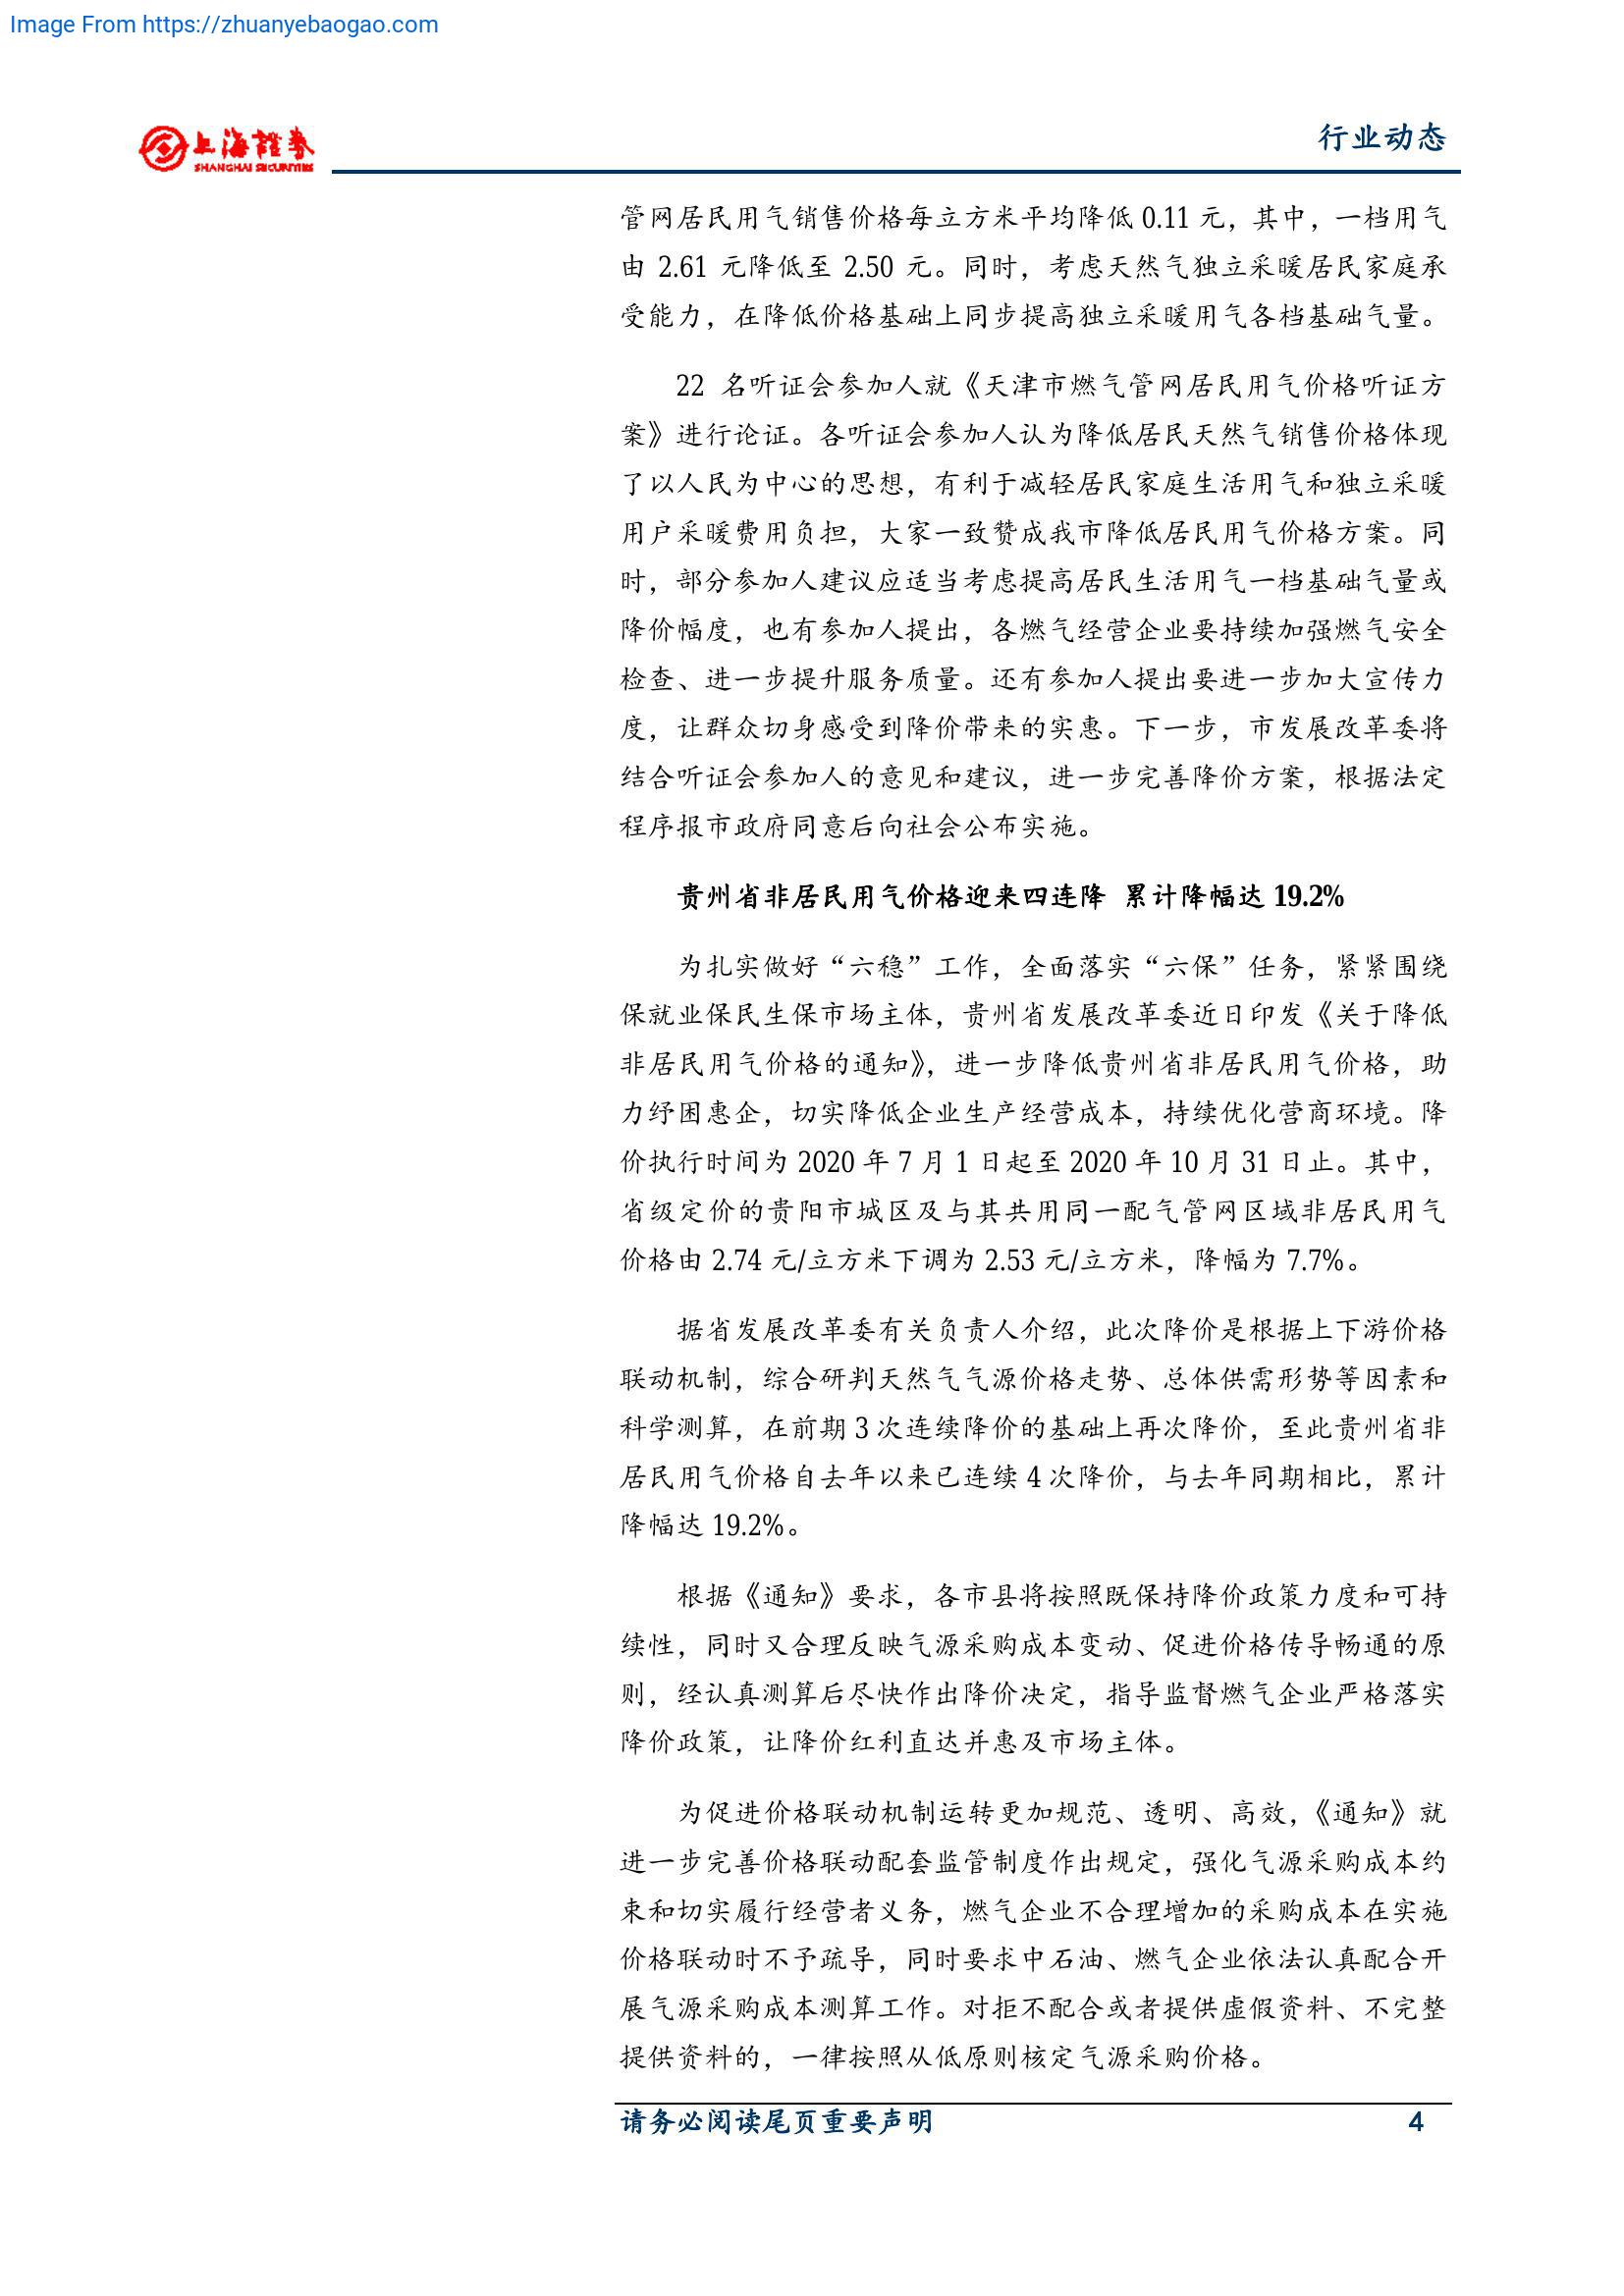 Image From https://zhuanyebaogao.com
上海證券
SHANGHAI SECURITIES
行业动态
管网居民用气销售价格每立方米平均降低 0.11 元，其中，一档用气
由 2.61 元降低至 2.50 元。同时，考虑天然气独立采暖居民家庭承
受能力，在降低价格基础上同步提高独立采暖用气各档基础气量。
22 名听证会参加人就《天津市燃气管网居民用气价格听证方
案》进行论证。各听证会参加人认为降低居民天然气销售价格体现
了以人民为中心的思想，有利于减轻居民家庭生活用气和独立采暖
用户采暖费用负担，大家一致赞成我市降低居民用气价格方案。同
时，部分参加人建议应适当考虑提高居民生活用气一档基础气量或
降价幅度，也有参加人提出，各燃气经营企业要持续加强燃气安全
检查、进一步提升服务质量。还有参加人提出要进一步加大宣传力
度，让群众切身感受到降价带来的实惠。下一步，市发展改革委将
结合听证会参加人的意见和建议，进一步完善降价方案，根据法定
程序报市政府同意后向社会公布实施。
贵州省非居民用气价格迎来四连降 累计降幅达 19.2%
为扎实做好“六稳”工作，全面落实“六保”任务，紧紧围绕
保就业保民生保市场主体，贵州省发展改革委近日印发《关于降低
非居民用气价格的通知》，进一步降低贵州省非居民用气价格，助
力纾困惠企，切实降低企业生产经营成本，持续优化营商环境。降
价执行时间为 2020 年 7 月 1 日起至 2020 年 10 月 31 日止。其中，
省级定价的贵阳市城区及与其共用同一配气管网区域非居民用气
价格由 2.74 元/立方米下调为 2.53 元/立方米，降幅为 7.7%。
据省发展改革委有关负责人介绍，此次降价是根据上下游价格
联动机制，综合研判天然气气源价格走势、总体供需形势等因素和
科学测算，在前期 3 次连续降价的基础上再次降价，至此贵州省非
居民用气价格自去年以来已连续 4 次降价，与去年同期相比，累计
降幅达 19.2%。
根据《通知》要求，各市县将按照既保持降价政策力度和可持
续性，同时又合理反映气源采购成本变动、促进价格传导畅通的原
则，经认真测算后尽快作出降价决定，指导监督燃气企业严格落实
降价政策，让降价红利直达并惠及市场主体。
为促进价格联动机制运转更加规范、透明、高效，《通知》就
进一步完善价格联动配套监管制度作出规定，强化气源采购成本约
束和切实履行经营者义务，燃气企业不合理增加的采购成本在实施
价格联动时不予疏导，同时要求中石油、燃气企业依法认真配合开
展气源采购成本测算工作。对拒不配合或者提供虚假资料、不完整
提供资料的，一律按照从低原则核定气源采购价格。
请务必阅读尾页重要声明
4